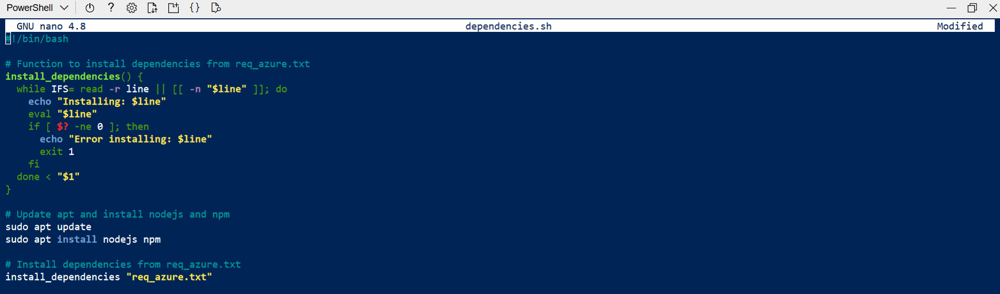 PowerShell
GNU nano 4.8 dependencies.sh Modified
#!/bin/bash
# Function to install dependencies from req_azure.txt
install_dependencies() {
while IFS= read -r line || [[ -n "$line" ]]; do
echo "Installing: $line"
eval "$line"
if [ $? -ne 0 ]; then
echo "Error installing: $line"
exit 1
fi
done < "$1"
}
# Update apt and install nodejs and npm
sudo apt update
sudo apt install nodejs npm
# Install dependencies from req_azure.txt
install_dependencies "req_azure.txt"